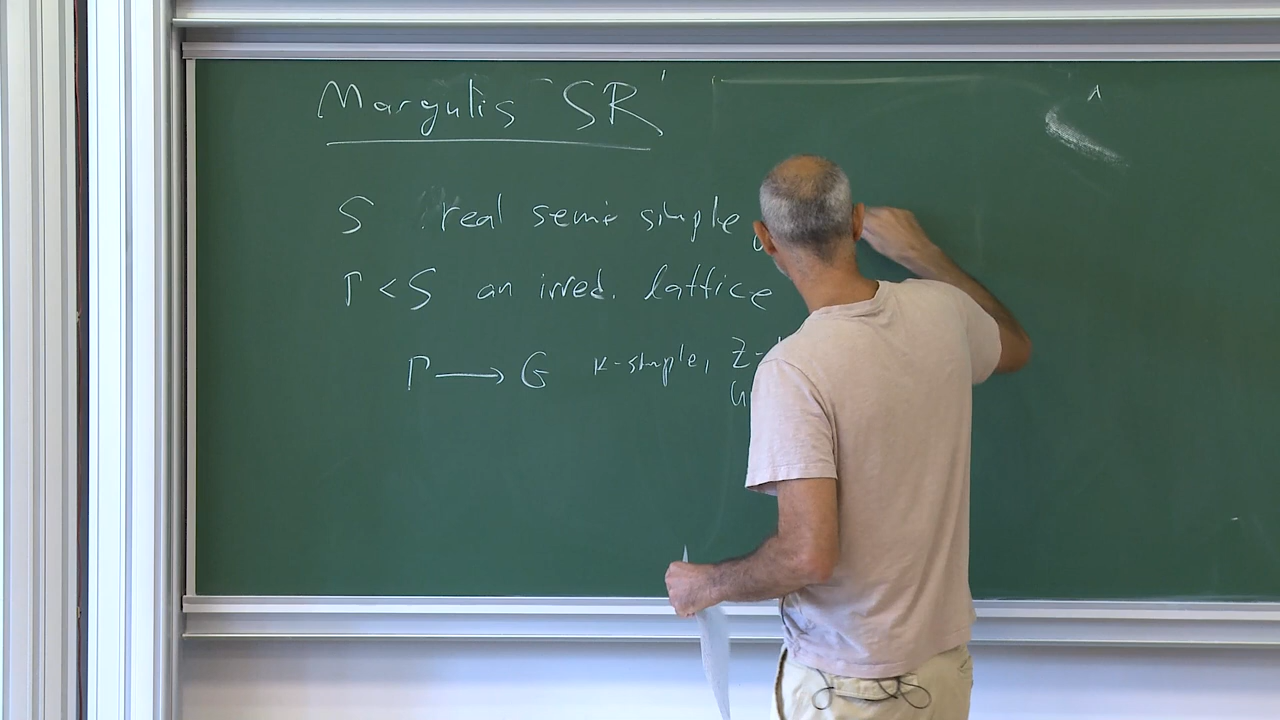 Margulis 'SR'
S : real semi simple
Γ < S an irred. lattice
Γ → G k-simple, Z-